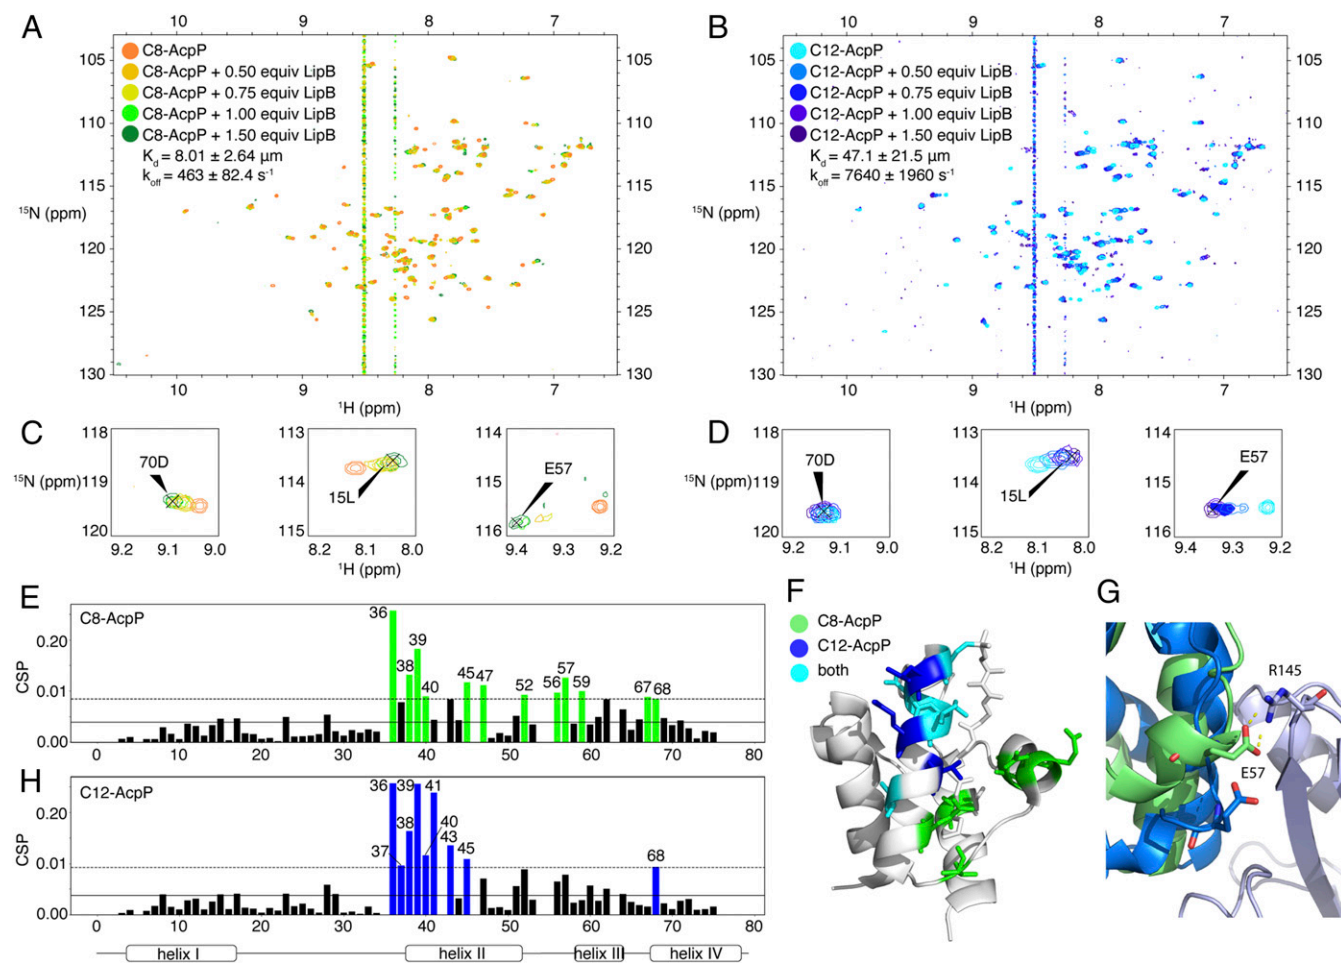 A
10 9 8 7
105
110
115
120
125
130
C8-AcpP
C8-AcpP + 0.50 equiv LipB
C8-AcpP + 0.75 equiv LipB
C8-AcpP + 1.00 equiv LipB
C8-AcpP + 1.50 equiv LipB
Kd = 8.01 ± 2.64 µm
koff = 463 ± 82.4 s-1
15N (ppm)
105
110
115
120
125
130
10 9 8 7
1H (ppm)
B
10 9 8 7
105
110
115
120
125
130
C12-AcpP
C12-AcpP + 0.50 equiv LipB
C12-AcpP + 0.75 equiv LipB
C12-AcpP + 1.00 equiv LipB
C12-AcpP + 1.50 equiv LipB
Kd = 47.1 ± 21.5 µm
koff = 7640 ± 1960 s-1
15N (ppm)
105
110
115
120
125
130
10 9 8 7
1H (ppm)
C
15N (ppm)
118
119
120
70D
9.2 9.1 9.0
113
114
115
15L
8.2 8.1 8.0
114
115
116
E57
9.4 9.3 9.2
1H (ppm)
D
15N (ppm)
118
119
120
70D
9.2 9.1 9.0
113
114
115
15L
8.2 8.1 8.0
114
115
116
E57
9.4 9.3 9.2
1H (ppm)
E
C8-AcpP
CSP
0.20
0.01
0.00
36 38 39 40 45 47 52 56 57 59 67 68
0 10 20 30 40 50 60 70 80
F
C8-AcpP
C12-AcpP
both
G
R145
E57
H
C12-AcpP
CSP
0.20
0.01
0.00
36 37 38 39 40 41 43 45 68
0 10 20 30 40 50 60 70 80
helix I helix II helix III helix IV